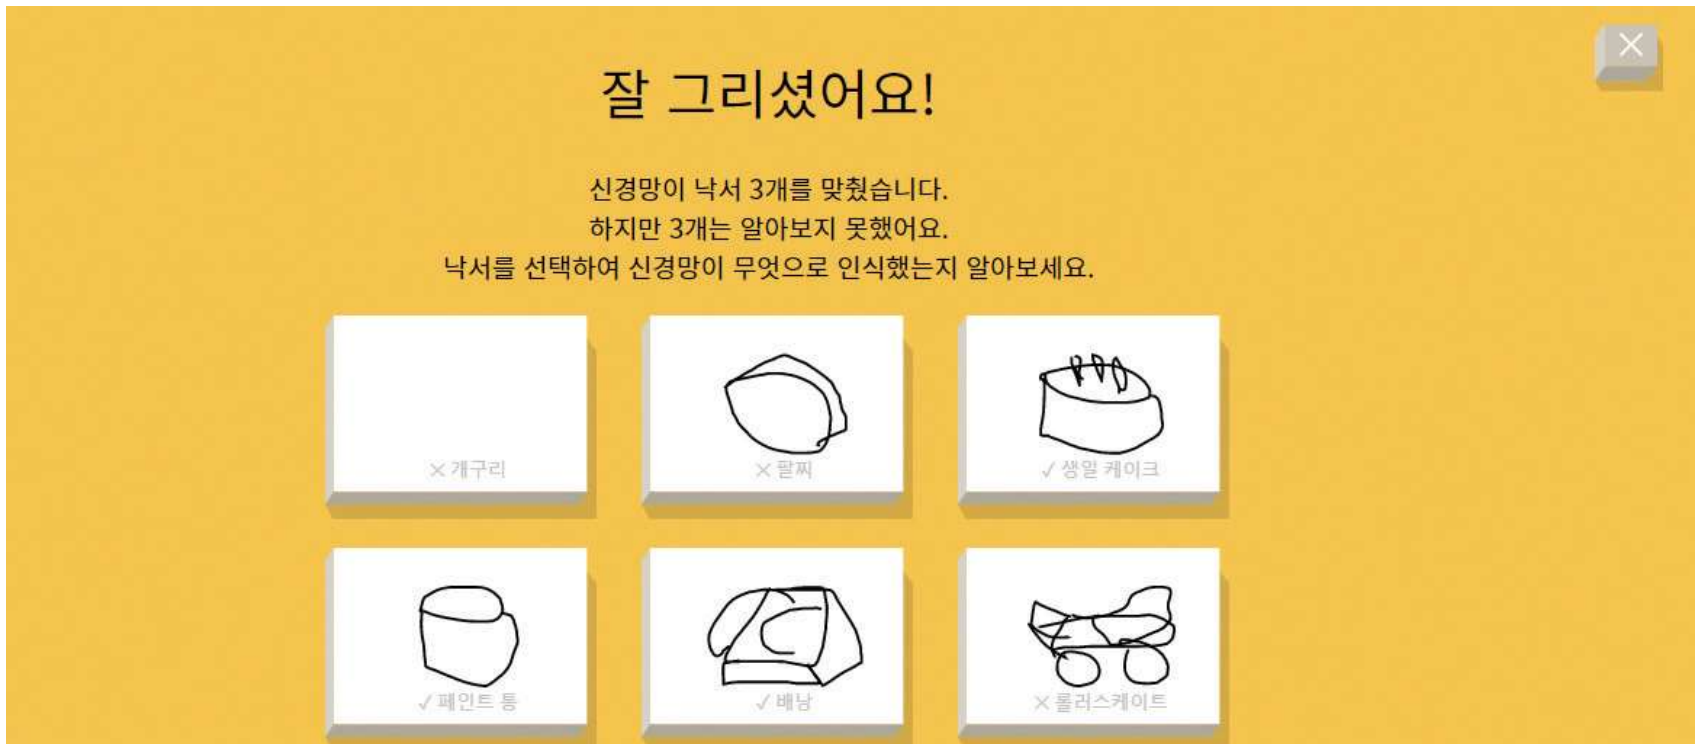 잘 그리셨어요!
신경망이 낙서 3개를 맞췄습니다.
하지만 3개는 알아보지 못했어요.
낙서를 선택하여 신경망이 무엇으로 인식했는지 알아보세요.
× 개구리
× 팔찌
✓ 생일 케이크
✓ 페인트 통
✓ 배낭
× 롤러스케이트